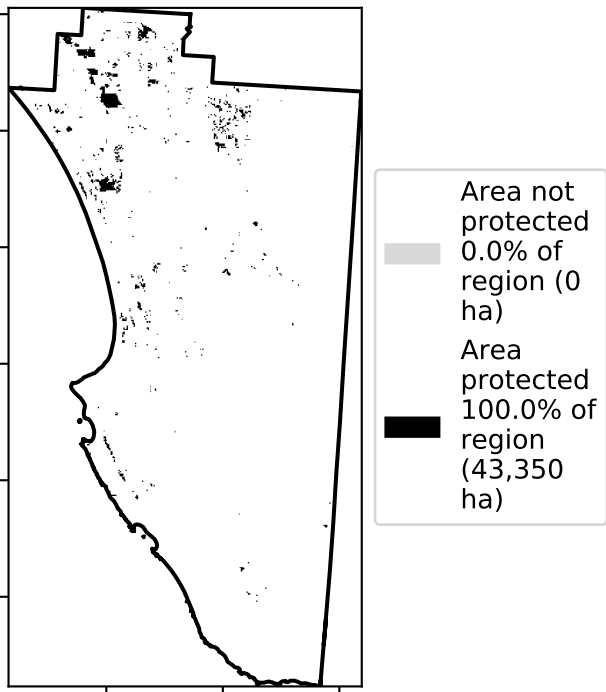 Area not
protected
0.0% of
region (0
ha)
Area
protected
100.0% of
region
(43,350
ha)